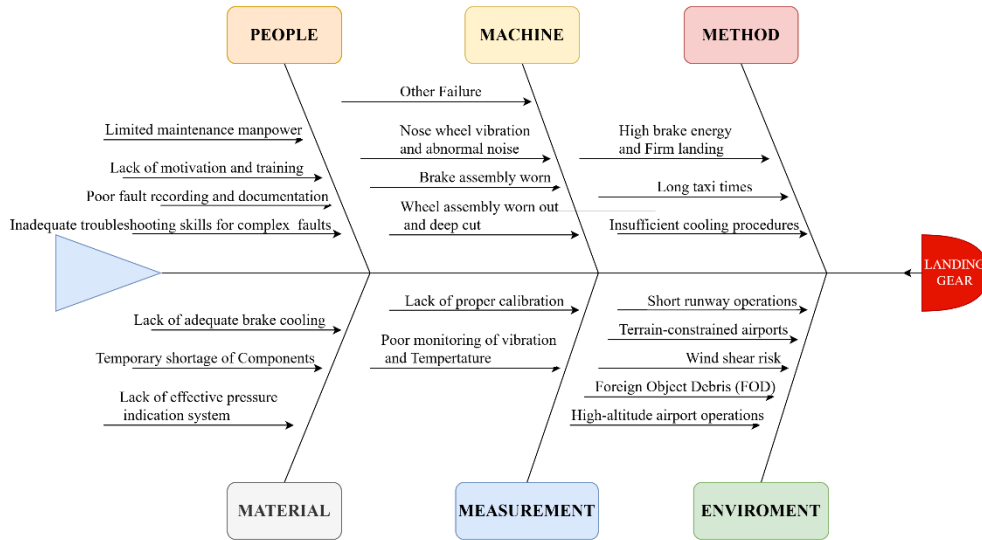 PEOPLE
MACHINE
METHOD
Other Failure
Limited maintenance manpower
Nose wheel vibration
and abnormal noise
High brake energy
and Firm landing
Lack of motivation and training
Brake assembly worn
Long taxi times
Poor fault recording and documentation
Wheel assembly worn out
and deep cut
Inadequate troubleshooting skills for complex faults
Insufficient cooling procedures
LANDING
GEAR
Lack of adequate brake cooling
Lack of proper calibration
Short runway operations
Temporary shortage of Components
Poor monitoring of vibration
and Tempertature
Terrain-constrained airports
Wind shear risk
Lack of effective pressure
indication system
Foreign Object Debris (FOD)
High-altitude airport operations
MATERIAL
MEASUREMENT
ENVIROMENT